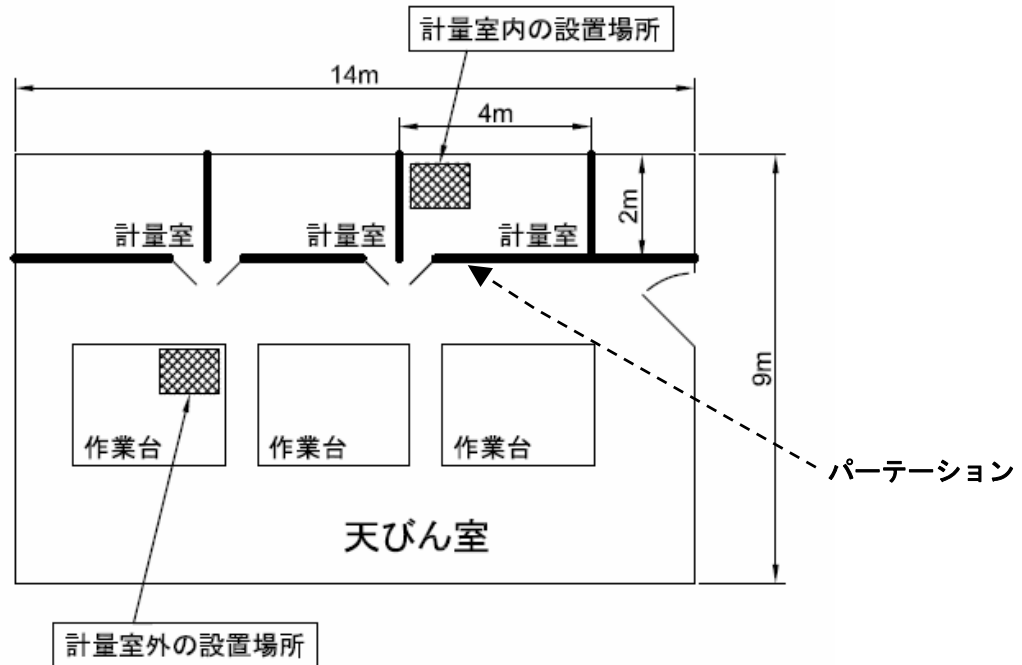 計量室内の設置場所
14m
4m
2m
計量室
計量室
計量室
9m
作業台
作業台
作業台
パーテーション
天びん室
計量室外の設置場所